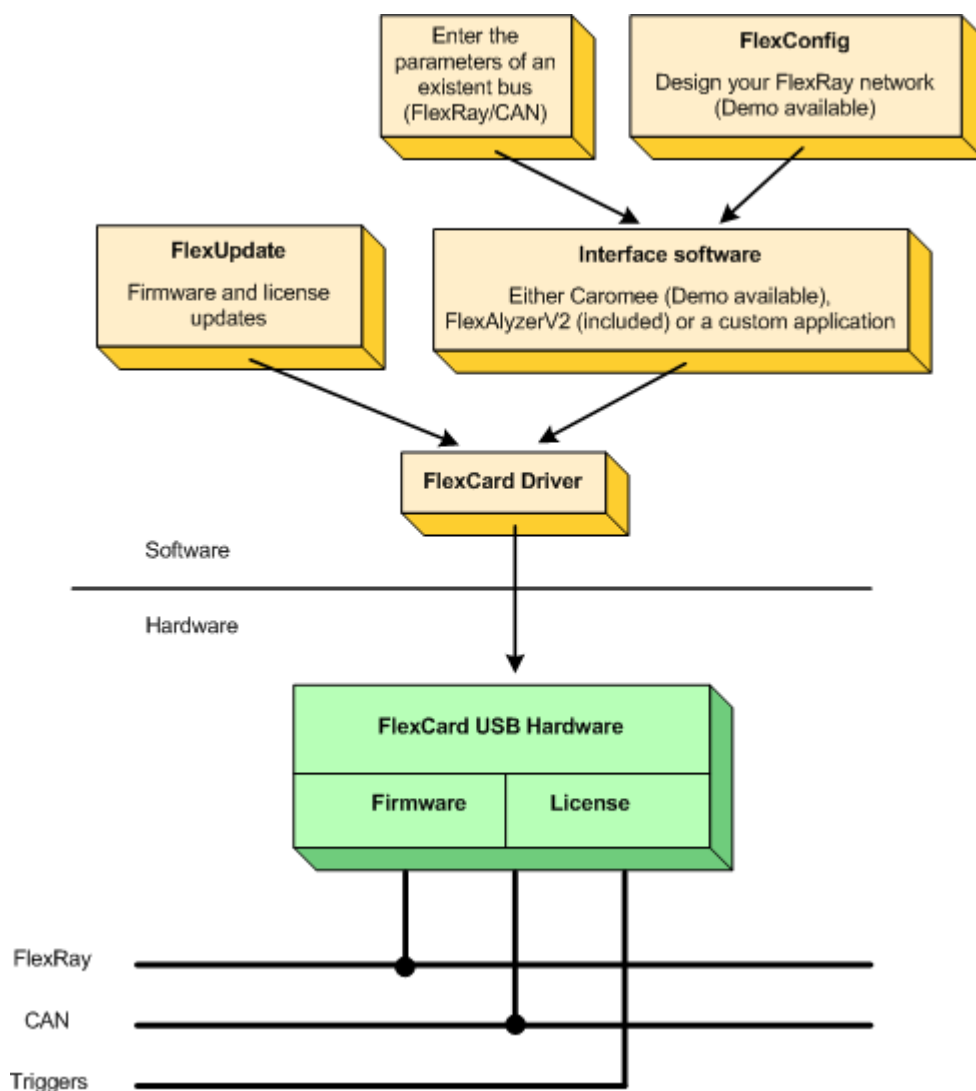 Enter the
parameters of an
existent bus
(FlexRay/CAN)
FlexConfig
Design your FlexRay network
(Demo available)
FlexUpdate
Firmware and license
updates
Interface software
Either Caromee (Demo available),
FlexAlyzerV2 (included) or a custom application
FlexCard Driver
Software
Hardware
FlexCard USB Hardware
Firmware
License
FlexRay
CAN
Triggers